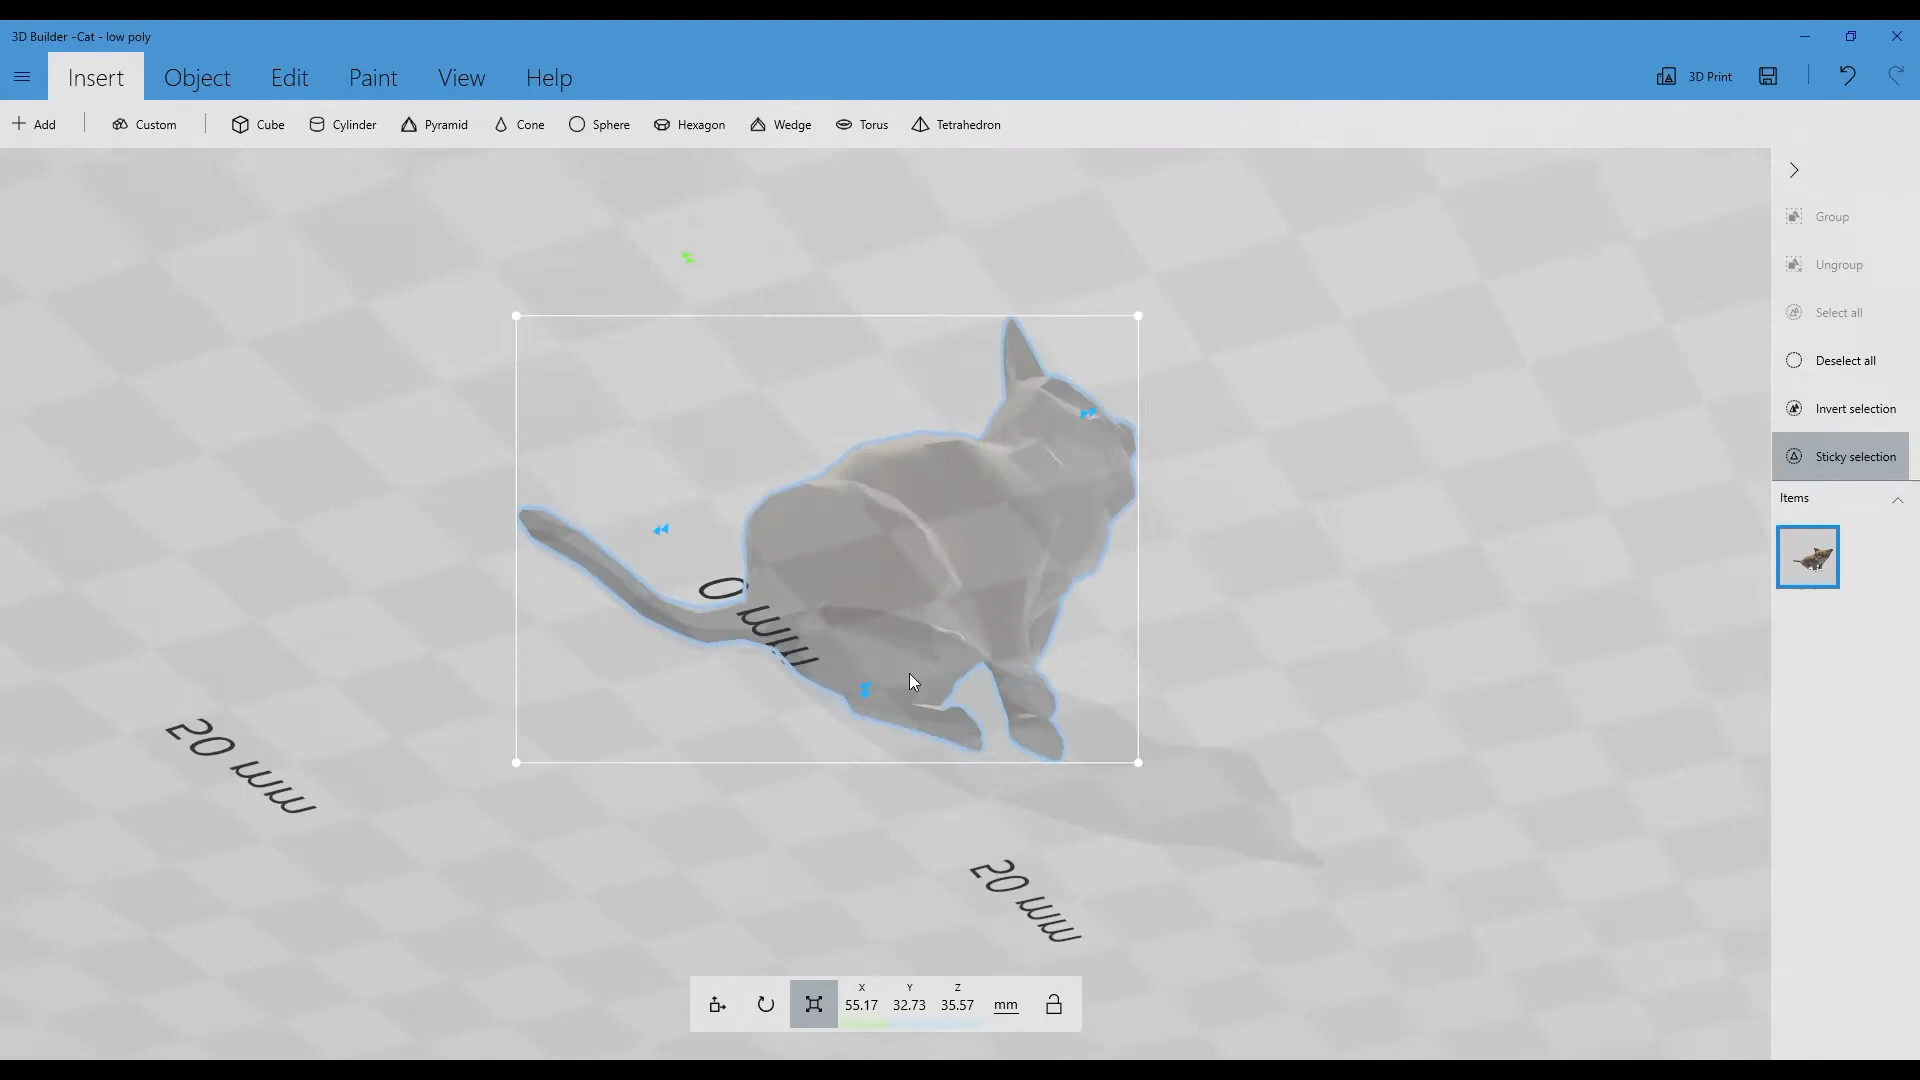 3D Builder -Cat - low poly
Insert Object Edit Paint View Help
3D Print
Add Custom Cube Cylinder Pyramid Cone Sphere Hexagon Wedge Torus Tetrahedron
Group
Ungroup
Select all
Deselect all
Invert selection
Sticky selection
Items
0 mm
20 mm
20 mm
X Y Z
55.17 32.73 35.57 mm